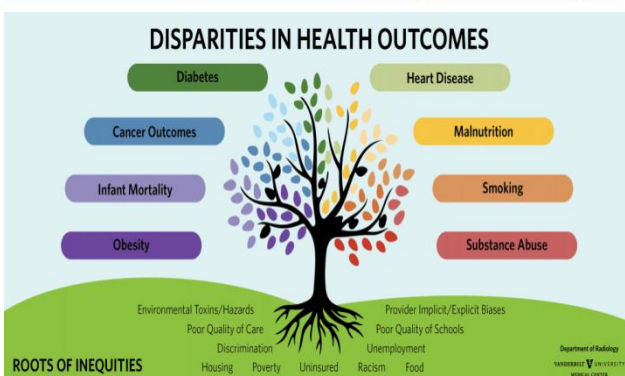 DISPARITIES IN HEALTH OUTCOMES
Diabetes
Heart Disease
Cancer Outcomes
Malnutrition
Infant Mortality
Smoking
Obesity
Substance Abuse
Environmental Toxins/Hazards
Provider Implicit/Explicit Biases
Poor Quality of Care
Poor Quality of Schools
Discrimination
Unemployment
Housing Poverty Uninsured Racism Food
ROOTS OF INEQUITIES
Department of Radiology
VANDERBILT V UNIVERSITY
MEDICAL CENTER